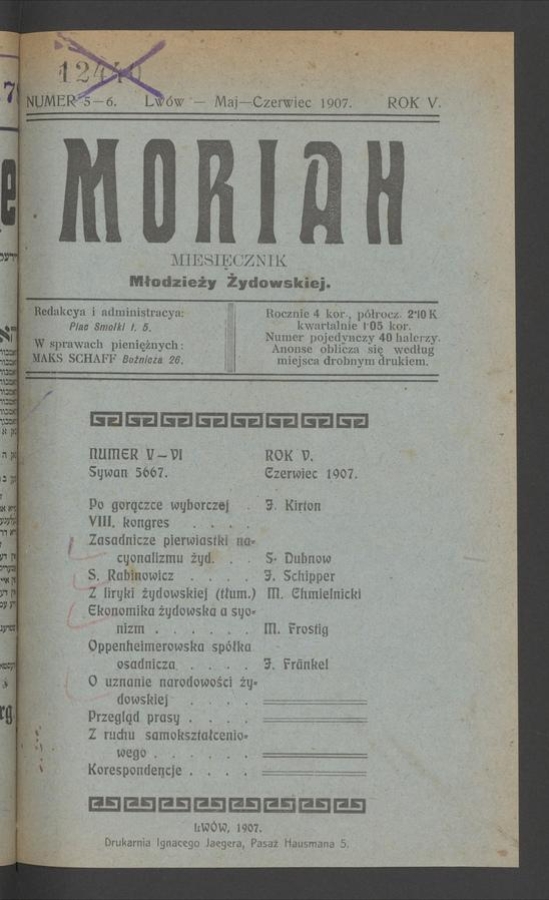 NUMER 5—6. Lwów — Maj—Czerwiec 1907. ROK V.
MORIAH
MIESIĘCZNIK
Młodzieży Żydowskiej.
Redakcya i administracya:
Plac Smolki l. 5.
W sprawach pieniężnych:
MAKS SCHAFF Bożnicza 26.
Rocznie 4 kor., półrocz. 2·10 K
kwartalnie 1·05 kor.
Numer pojedynczy 40 halerzy.
Anonse oblicza się według
miejsca drobnym drukiem.
NUMER V—VI ROK V.
Sywan 5667. Czerwiec 1907.
Po gorączce wyborczej . J. Kirton
VIII. kongres . . . .
Zasadnicze pierwiastki na-
cyonalizmu żyd. . . S. Dubnow
S. Rabinowicz . . . . J. Schipper
Z liryki żydowskiej (tłum.) M. Chmielnicki
Ekonomika żydowska a syo-
nizm . . . . . . M. Frostig
Oppenheimerowska spółka
osadnicza . . . . J. Fränkel
O uznanie narodowości ży-
dowskiej . . . .
Przegląd prasy . . . .
Z ruchu samokształcenio-
wego . . . . . .
Korespondencje . . . .
LWÓW, 1907.
Drukarnia Ignacego Jaegera, Pasaż Hausmana 5.